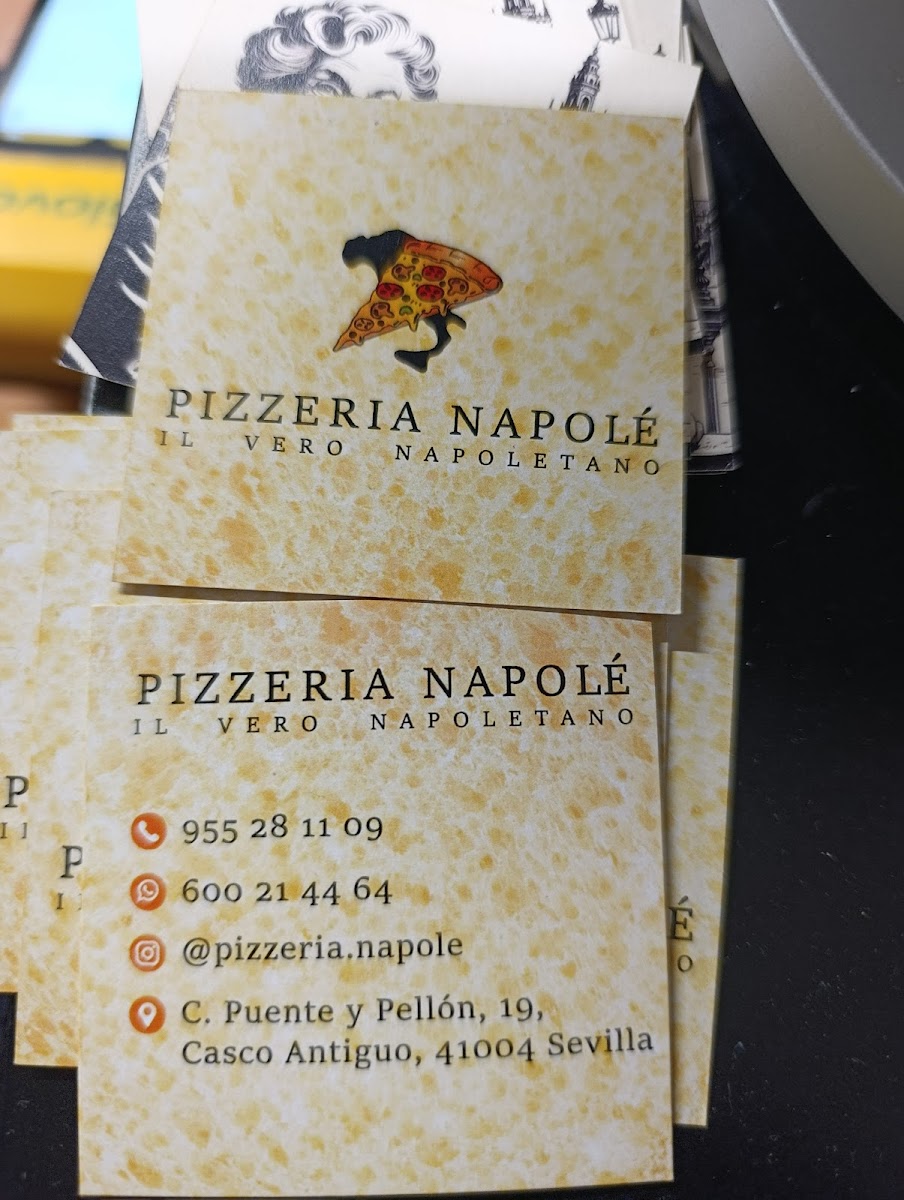 PIZZERIA NAPOLÉ
IL VERO NAPOLETANO
PIZZERIA NAPOLÉ
IL VERO NAPOLETANO
955 28 11 09
600 21 44 64
@pizzeria.napole
C. Puente y Pellón, 19,
Casco Antiguo, 41004 Sevilla
P
P
É
O